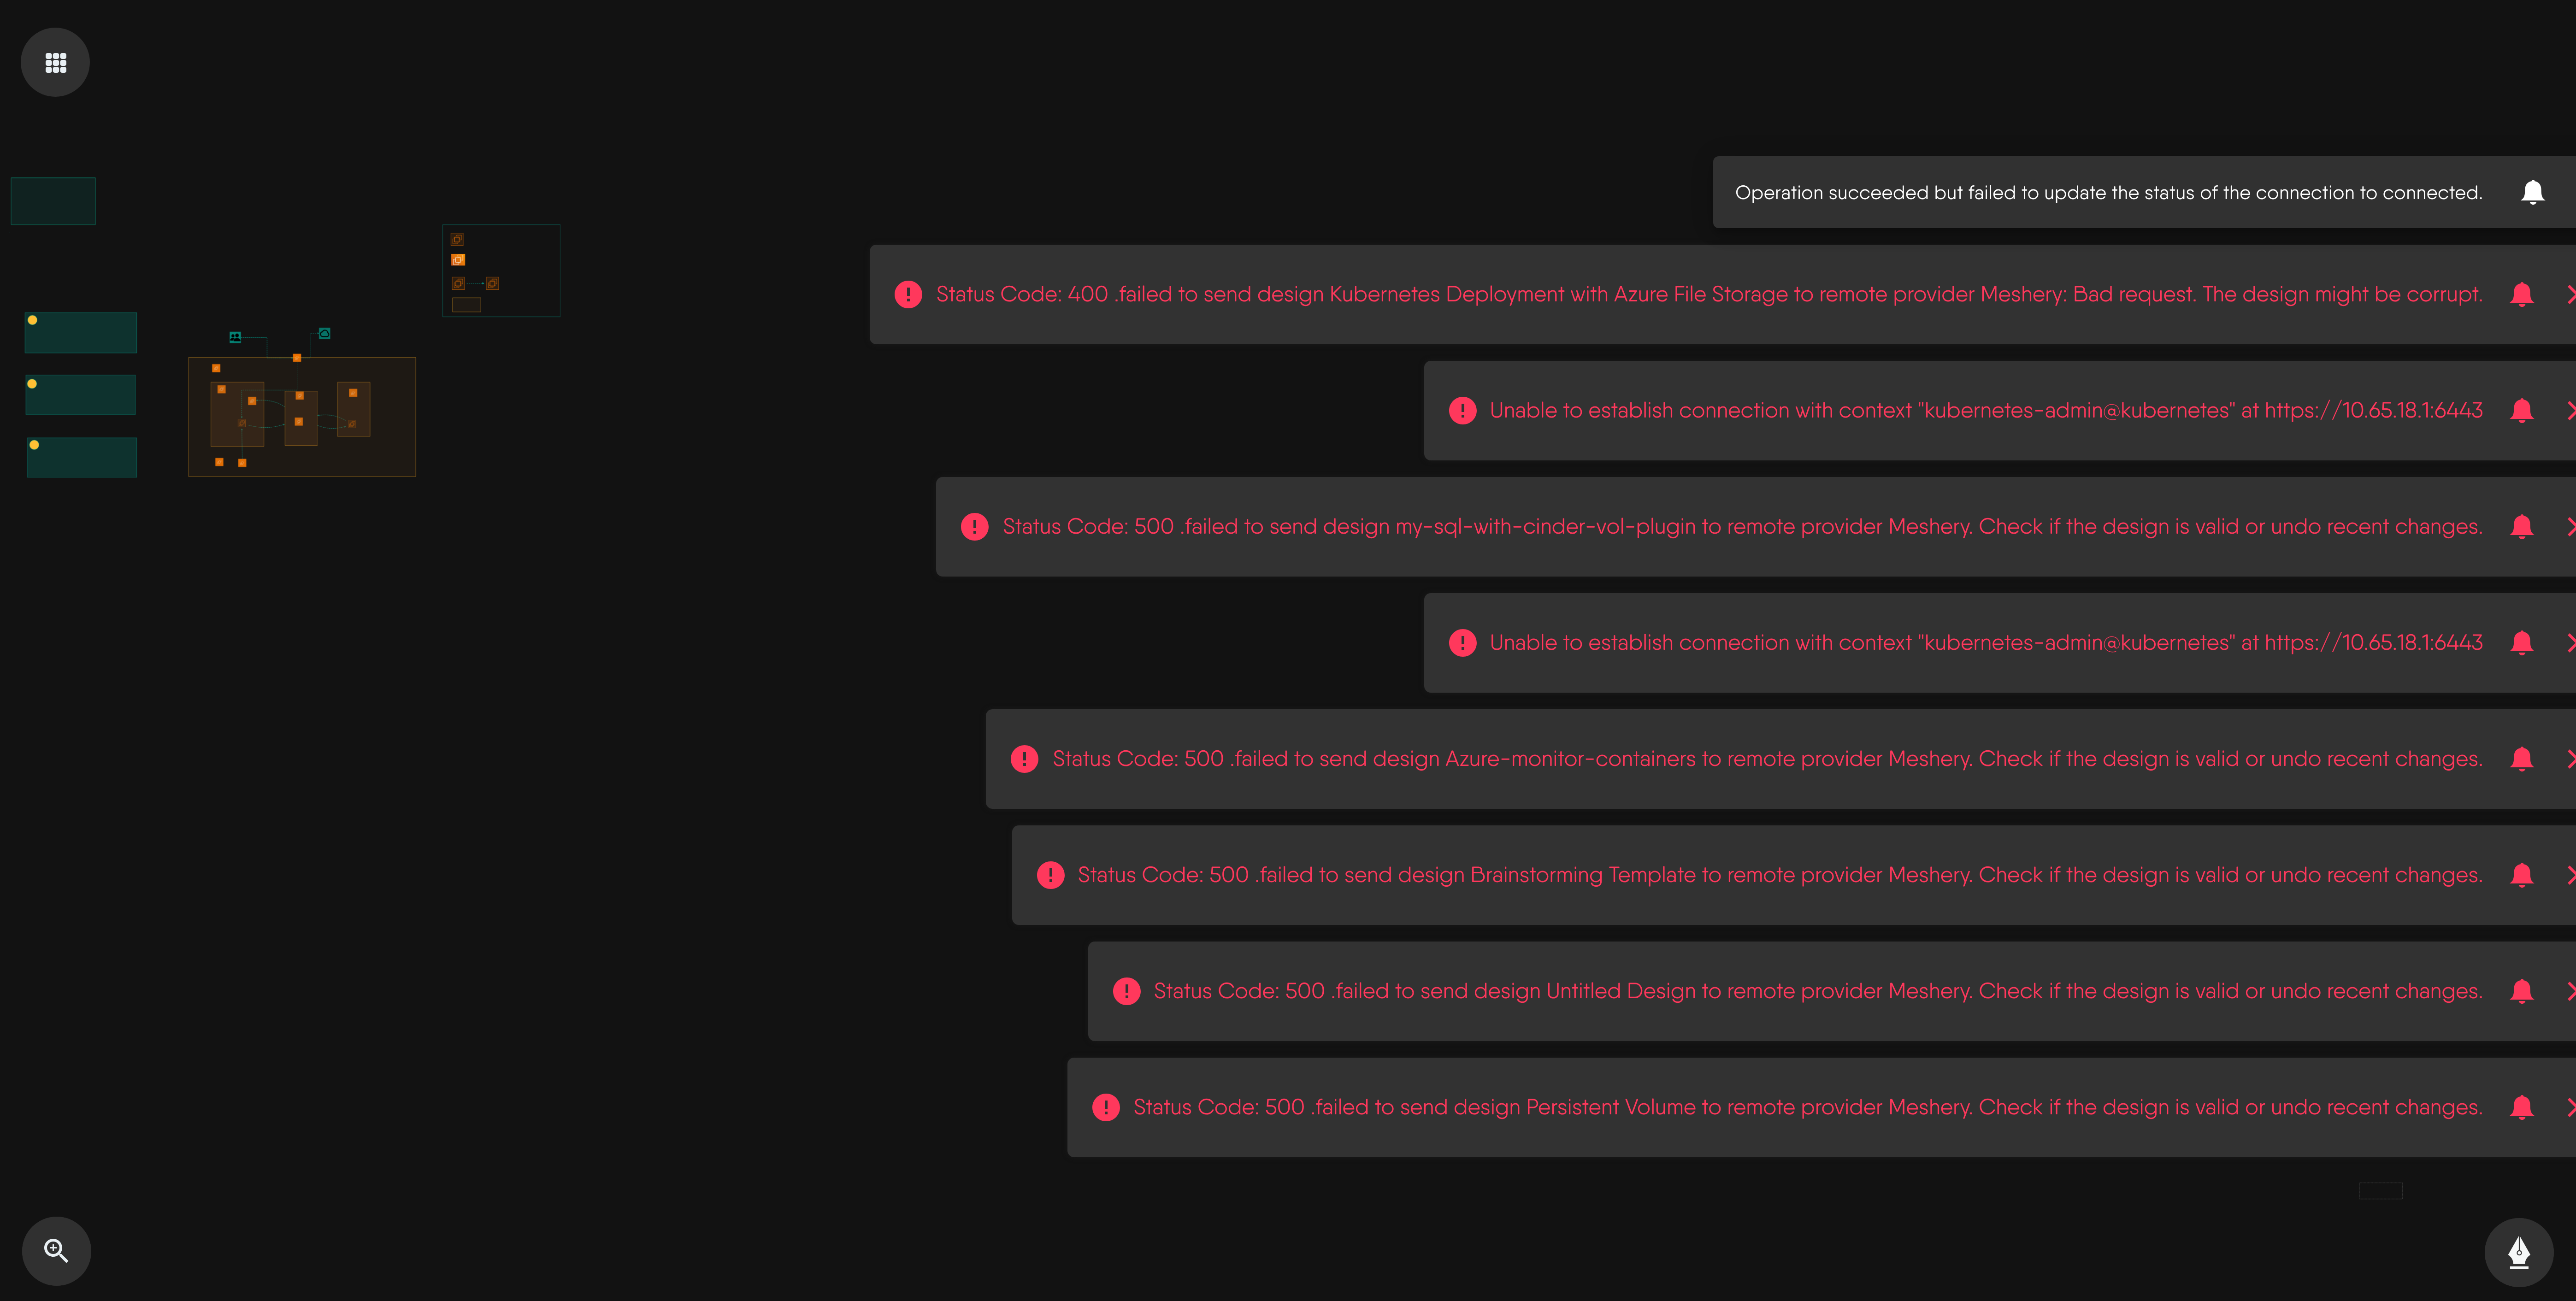 Operation succeeded but failed to update the status of the connection to connected.
Status Code: 400 .failed to send design Kubernetes Deployment with Azure File Storage to remote provider Meshery: Bad request. The design might be corrupt.
Unable to establish connection with context "kubernetes-admin@kubernetes" at https://10.65.18.1:6443
Status Code: 500 .failed to send design my-sql-with-cinder-vol-plugin to remote provider Meshery. Check if the design is valid or undo recent changes.
Unable to establish connection with context "kubernetes-admin@kubernetes" at https://10.65.18.1:6443
Status Code: 500 .failed to send design Azure-monitor-containers to remote provider Meshery. Check if the design is valid or undo recent changes.
Status Code: 500 .failed to send design Brainstorming Template to remote provider Meshery. Check if the design is valid or undo recent changes.
Status Code: 500 .failed to send design Untitled Design to remote provider Meshery. Check if the design is valid or undo recent changes.
Status Code: 500 .failed to send design Persistent Volume to remote provider Meshery. Check if the design is valid or undo recent changes.